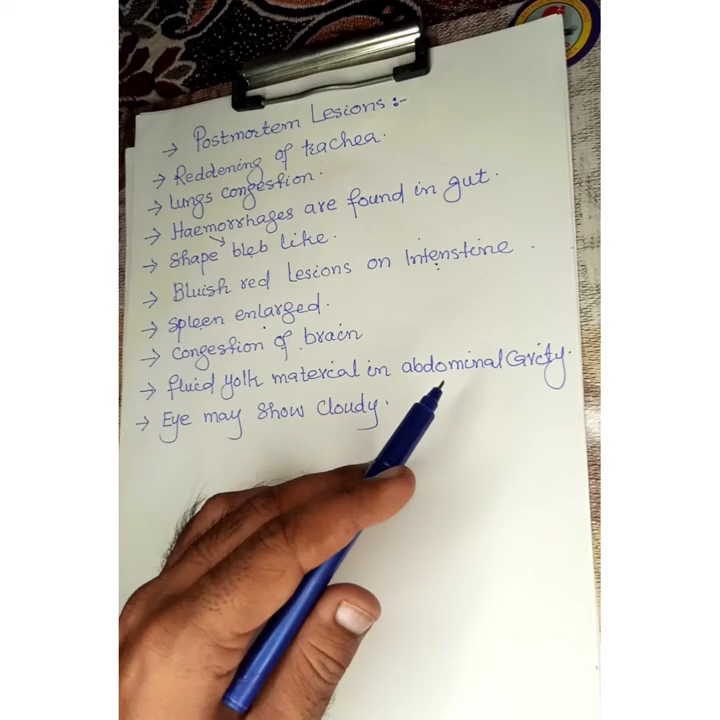 → Postmortem Lesions :-
→ Reddening of trachea.
→ Lungs congestion.
→ Haemorrhages are found in gut.
→ Shape → bleb like.
→ Bluish red Lesions on Intenstine.
→ Spleen enlarged.
→ Congestion of brain
→ fluid yolk material in abdominal Cavity.
→ Eye may Show Cloudy.